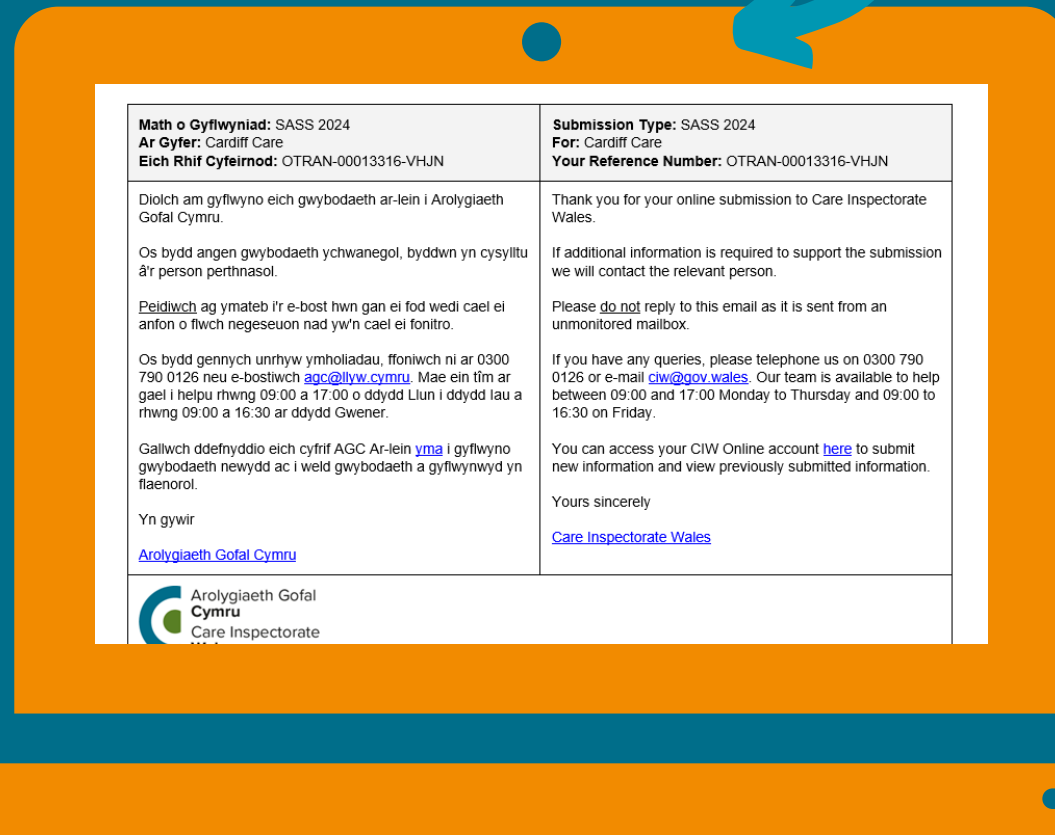 Math o Gyflwyniad: SASS 2024
Ar Gyfer: Cardiff Care
Eich Rhif Cyfeirnod: OTRAN-00013316-VHJN
Submission Type: SASS 2024
For: Cardiff Care
Your Reference Number: OTRAN-00013316-VHJN
Diolch am gyflwyno eich gwybodaeth ar-lein i Arolygiaeth
Gofal Cymru.
Os bydd angen gwybodaeth ychwanegol, byddwn yn cysylltu
â'r person perthnasol.
Peidiwch ag ymateb i'r e-bost hwn gan ei fod wedi cael ei
anfon o flwch negeseuon nad yw'n cael ei fonitro.
Os bydd gennych unrhyw ymholiadau, ffoniwch ni ar 0300
790 0126 neu e-bostiwch agc@llyw.cymru. Mae ein tîm ar
gael i helpu rhwng 09:00 a 17:00 o ddydd Llun i ddydd Iau a
rhwng 09:00 a 16:30 ar ddydd Gwener.
Gallwch ddefnyddio eich cyfrif AGC Ar-lein yma i gyflwyno
gwybodaeth newydd ac i weld gwybodaeth a gyflwynwyd yn
flaenorol.
Yn gywir
Arolygiaeth Gofal Cymru
Thank you for your online submission to Care Inspectorate
Wales.
If additional information is required to support the submission
we will contact the relevant person.
Please do not reply to this email as it is sent from an
unmonitored mailbox.
If you have any queries, please telephone us on 0300 790
0126 or e-mail ciw@gov.wales. Our team is available to help
between 09:00 and 17:00 Monday to Thursday and 09:00 to
16:30 on Friday.
You can access your CIW Online account here to submit
new information and view previously submitted information.
Yours sincerely
Care Inspectorate Wales
Arolygiaeth Gofal
Cymru
Care Inspectorate